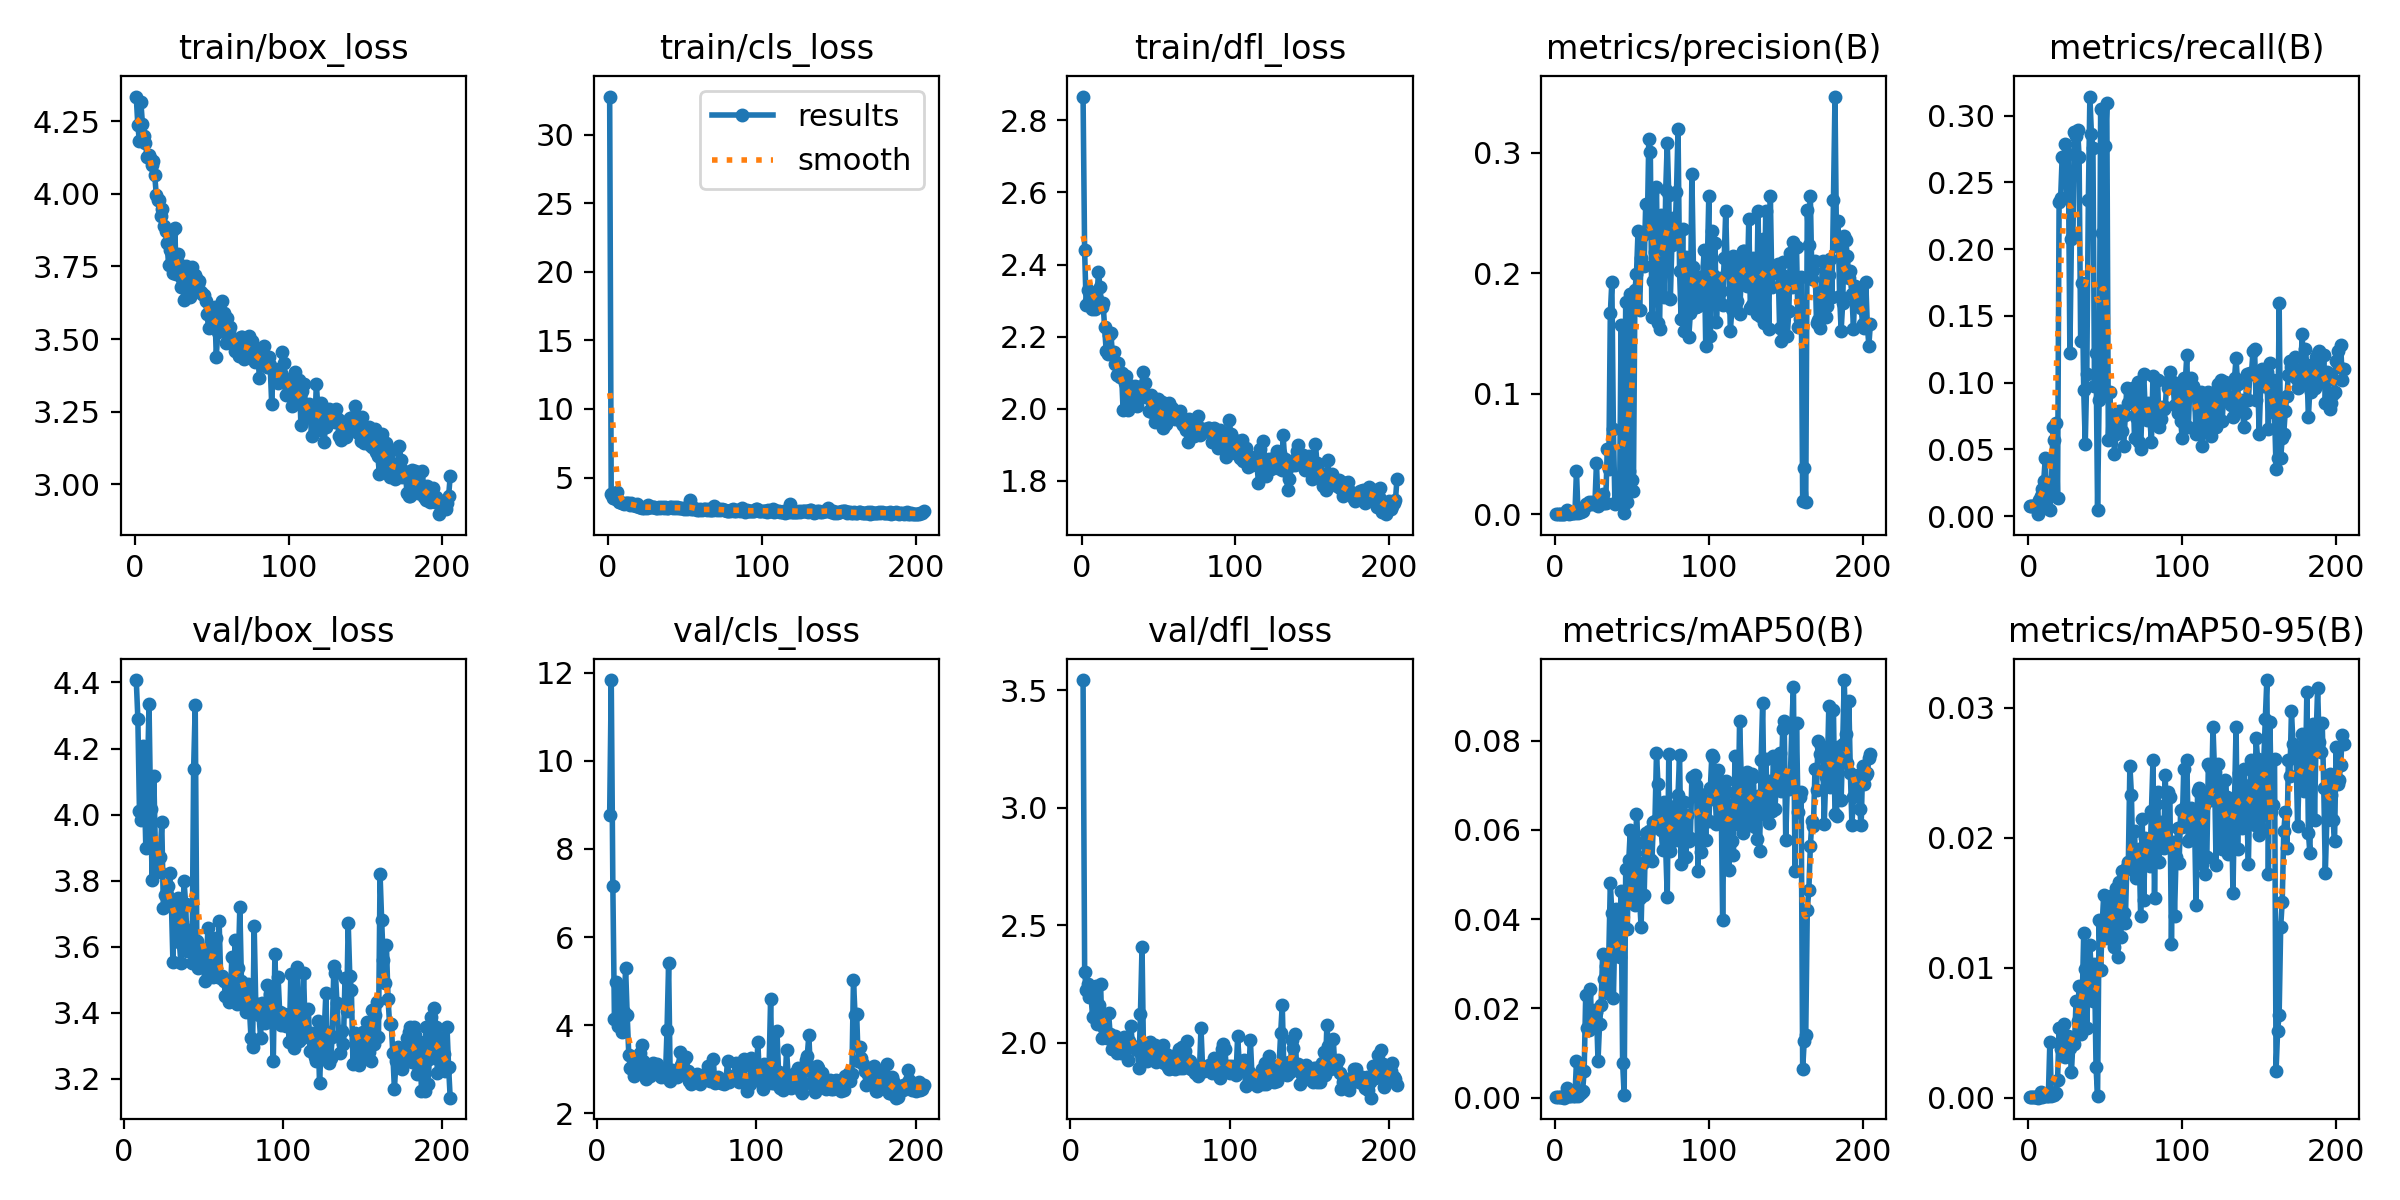 train/box_loss
4.25
4.00
3.75
3.50
3.25
3.00
0 100 200
train/cls_loss
results
smooth
30
25
20
15
10
5
0 100 200
train/dfl_loss
2.8
2.6
2.4
2.2
2.0
1.8
0 100 200
metrics/precision(B)
0.3
0.2
0.1
0.0
0 100 200
metrics/recall(B)
0.30
0.25
0.20
0.15
0.10
0.05
0.00
0 100 200
val/box_loss
4.4
4.2
4.0
3.8
3.6
3.4
3.2
0 100 200
val/cls_loss
12
10
8
6
4
2
0 100 200
val/dfl_loss
3.5
3.0
2.5
2.0
0 100 200
metrics/mAP50(B)
0.08
0.06
0.04
0.02
0.00
0 100 200
metrics/mAP50-95(B)
0.03
0.02
0.01
0.00
0 100 200